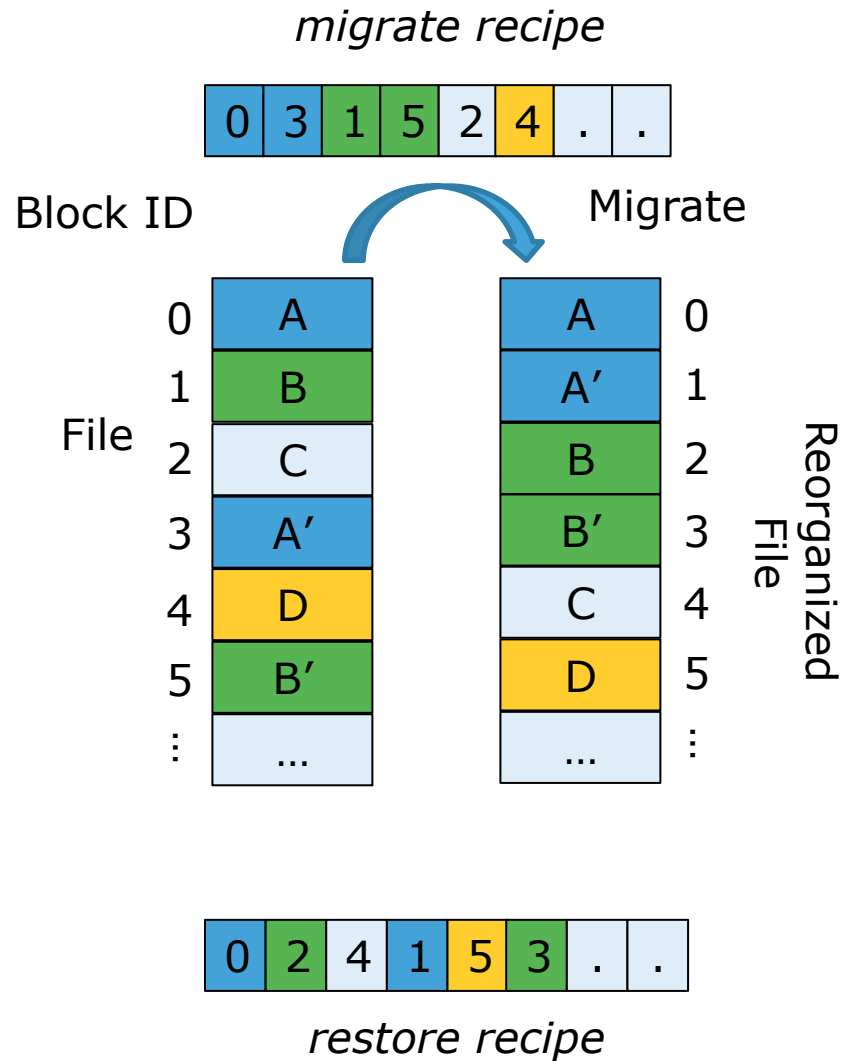 migrate recipe
0 3 1 5 2 4 . .
Block ID
Migrate
File
0 A
1 B
2 C
3 A′
4 D
5 B′
... ...
A 0
A′ 1
B 2
B′ 3
C 4
D 5
... ...
Reorganized
File
0 2 4 1 5 3 . .
restore recipe